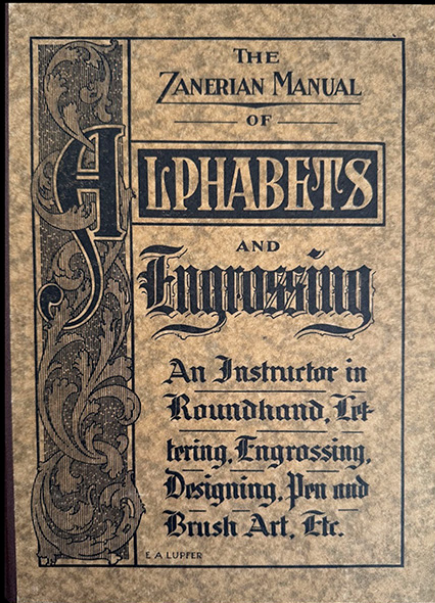 THE
ZANERIAN MANUAL
OF
ALPHABETS
AND
Engrossing
An Instructor in
Roundhand, Let-
tering, Engrossing,
Designing, Pen and
Brush Art, Etc.
E A LUPFER